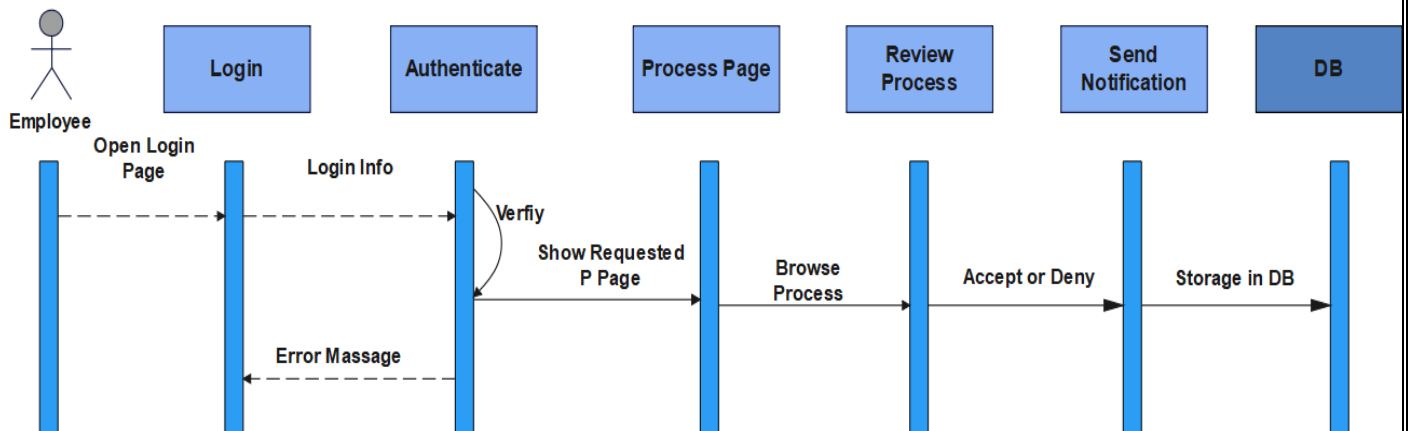 Login
Authenticate
Process Page
Review
Process
Send
Notification
DB
Employee
Open Login
Page
Login Info
Verfiy
Show Requested
P Page
Browse
Process
Accept or Deny
Storage in DB
Error Massage